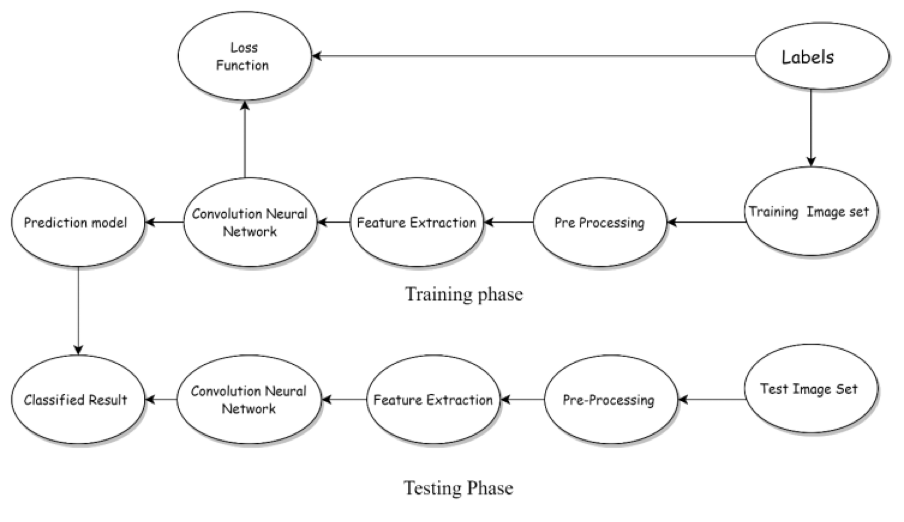 Loss
Function
Labels
Prediction model
Convolution Neural
Network
Feature Extraction
Pre Processing
Training Image set
Training phase
Classified Result
Convolution Neural
Network
Feature Extraction
Pre-Processing
Test Image Set
Testing Phase